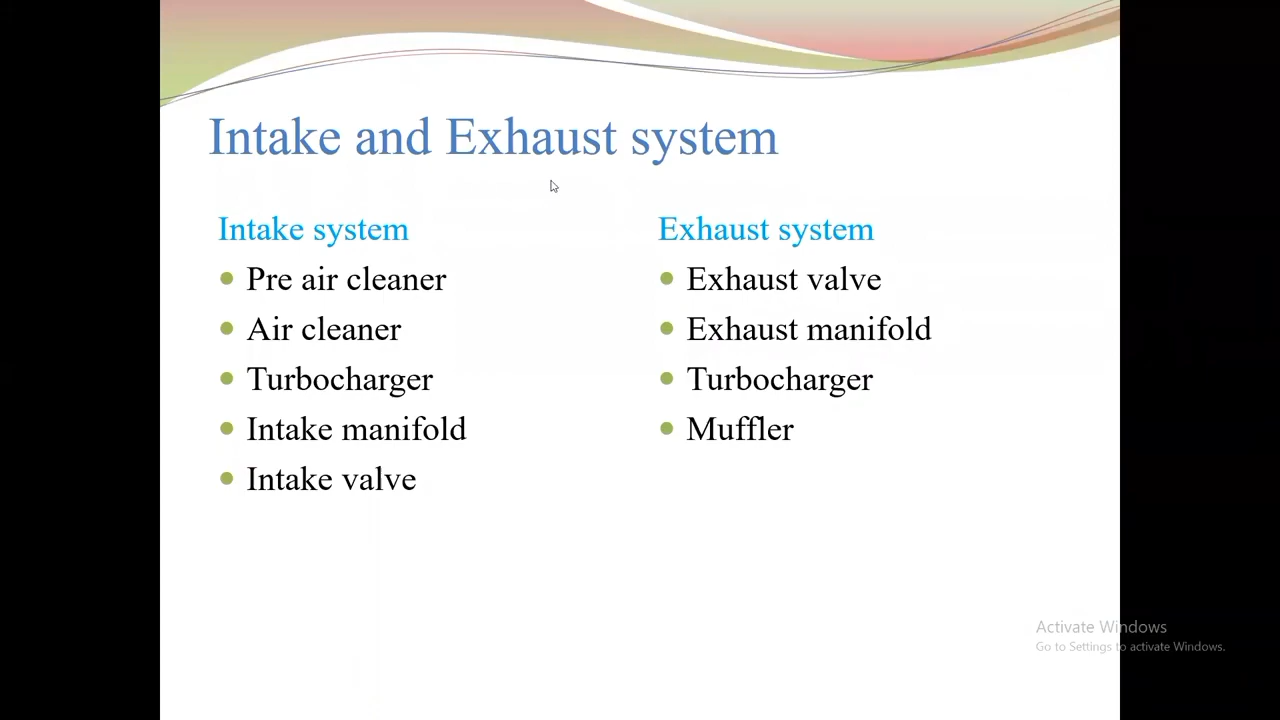 Intake and Exhaust system
Intake system
Pre air cleaner
Air cleaner
Turbocharger
Intake manifold
Intake valve
Exhaust system
Exhaust valve
Exhaust manifold
Turbocharger
Muffler
Activate Windows
Go to Settings to activate Windows.